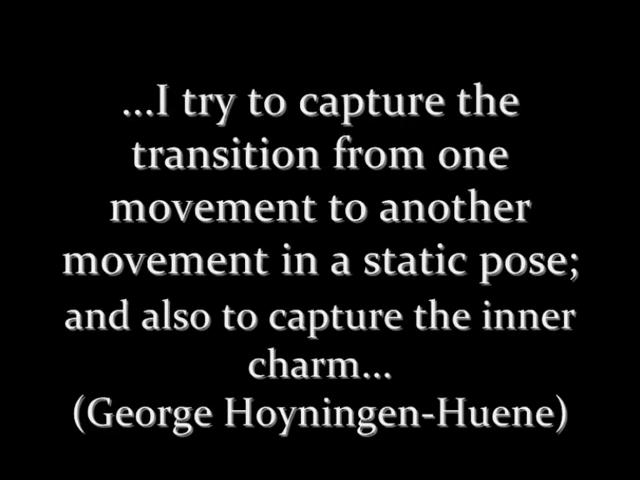 ...I try to capture the
transition from one
movement to another
movement in a static pose;
and also to capture the inner
charm...
(George Hoyningen-Huene)